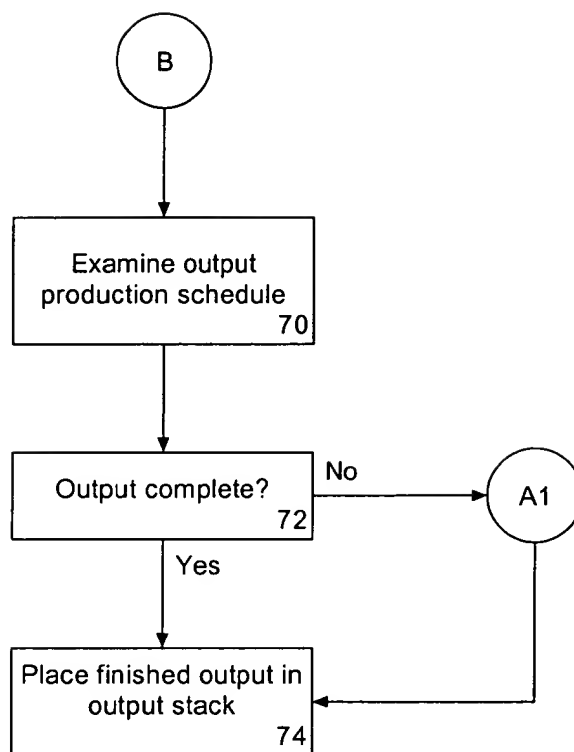 B
Examine output
production schedule
70
Output complete?
72
No
A1
Yes
Place finished output in
output stack
74